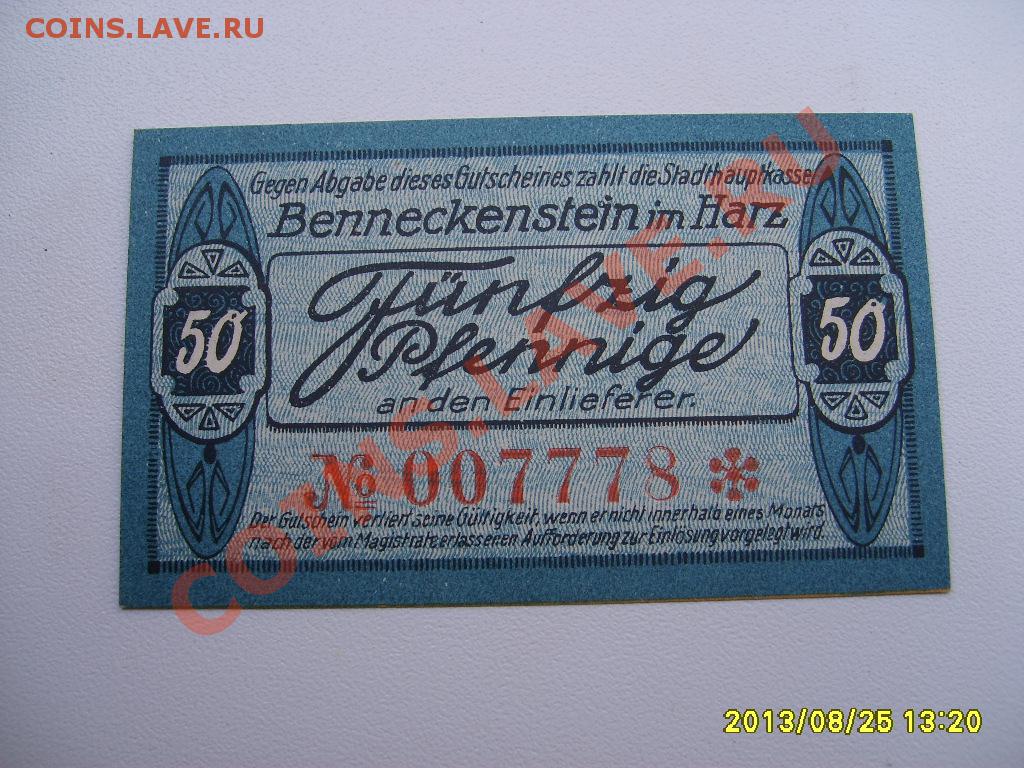 COINS.LAVE.RU
Gegen Abgabe dieses Gutscheines zahlt die Stadthauptkasse
Benneckenstein im Harz
50 Fünfzig 50
Pfennige
an den Einlieferer.
No 007778
Der Gutschein verliert seine Gültigkeit, wenn er nicht innerhalb eines Monats
nach der vom Magistrat erlasseren Aufforderung zur Einlösung vorgelegt wird.
COINS.LAVE.RU
2013/08/25 13:20